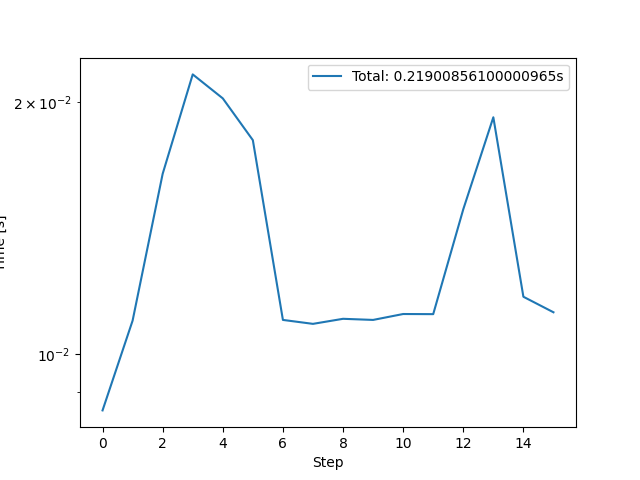 Total: 0.21900856100000965s
2 × 10⁻²
10⁻²
Time [s]
0 2 4 6 8 10 12 14
Step